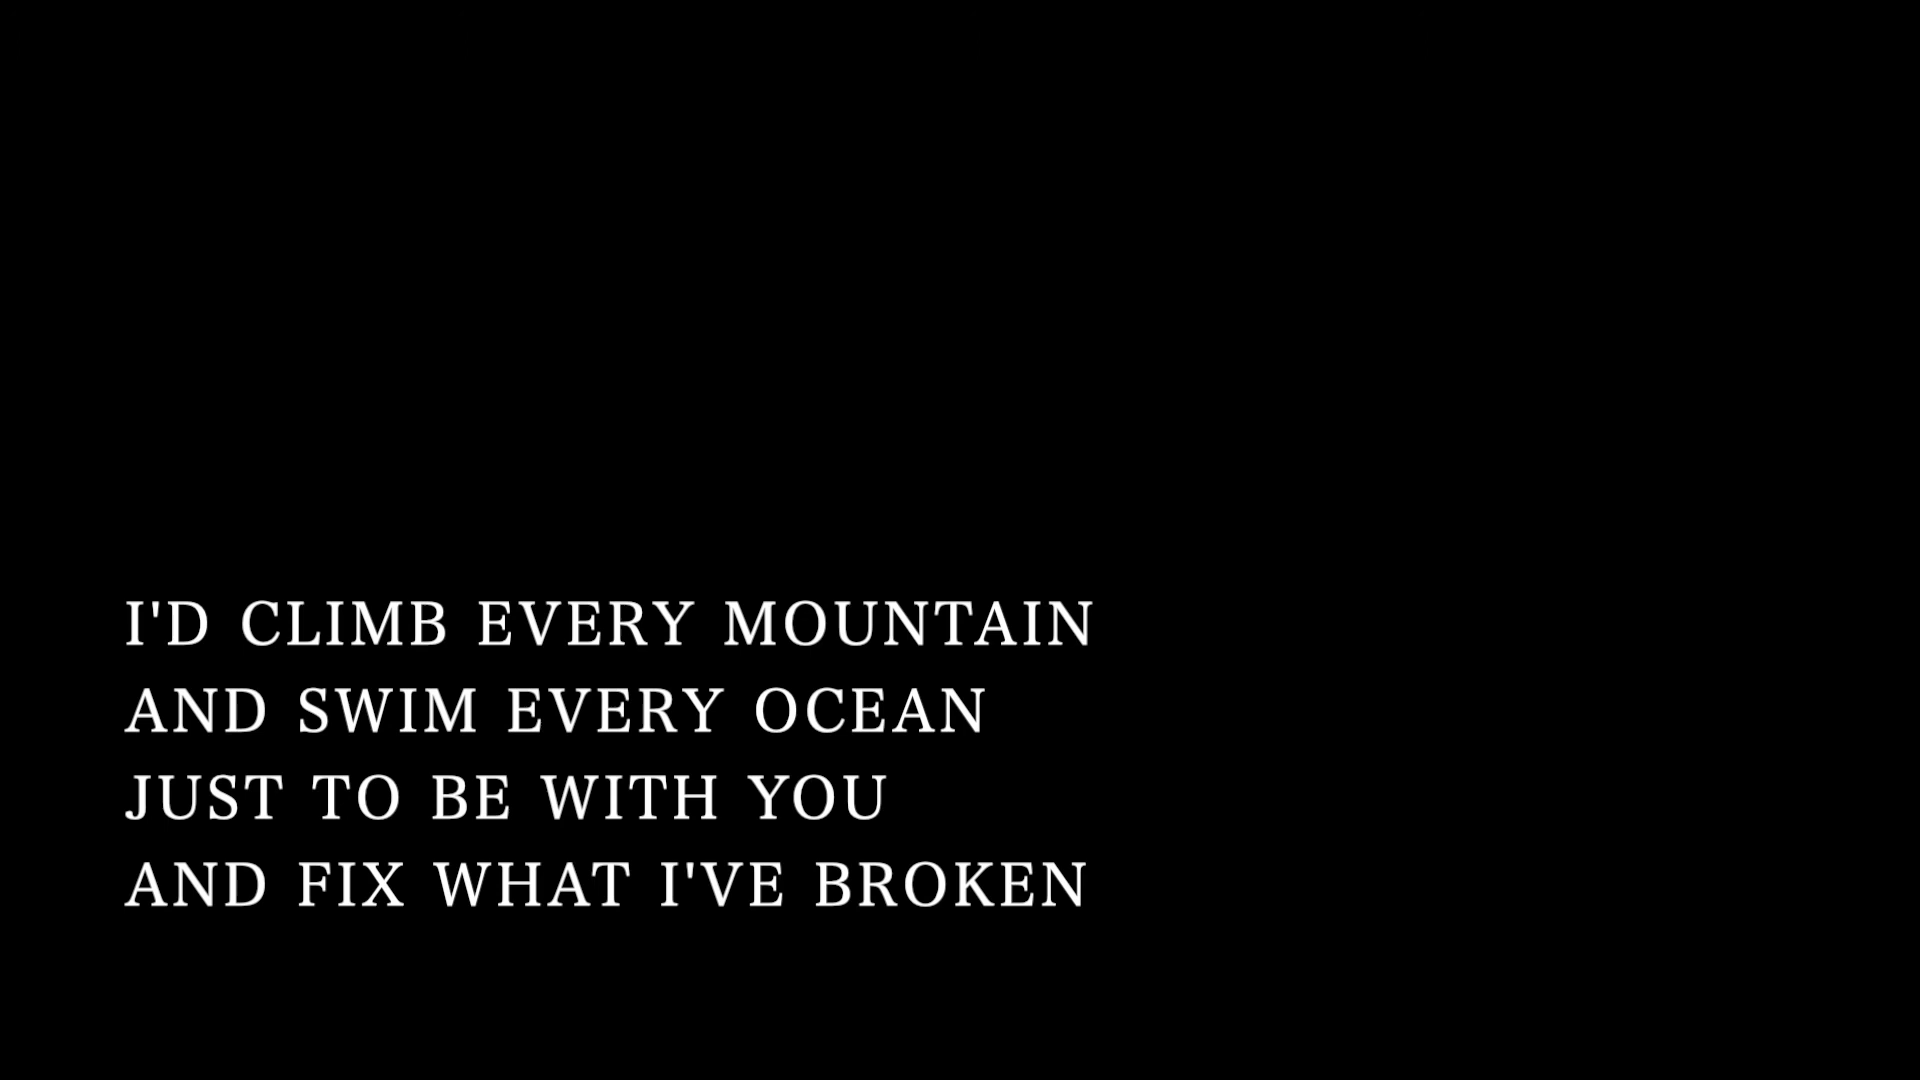 I'D CLIMB EVERY MOUNTAIN
AND SWIM EVERY OCEAN
JUST TO BE WITH YOU
AND FIX WHAT I'VE BROKEN